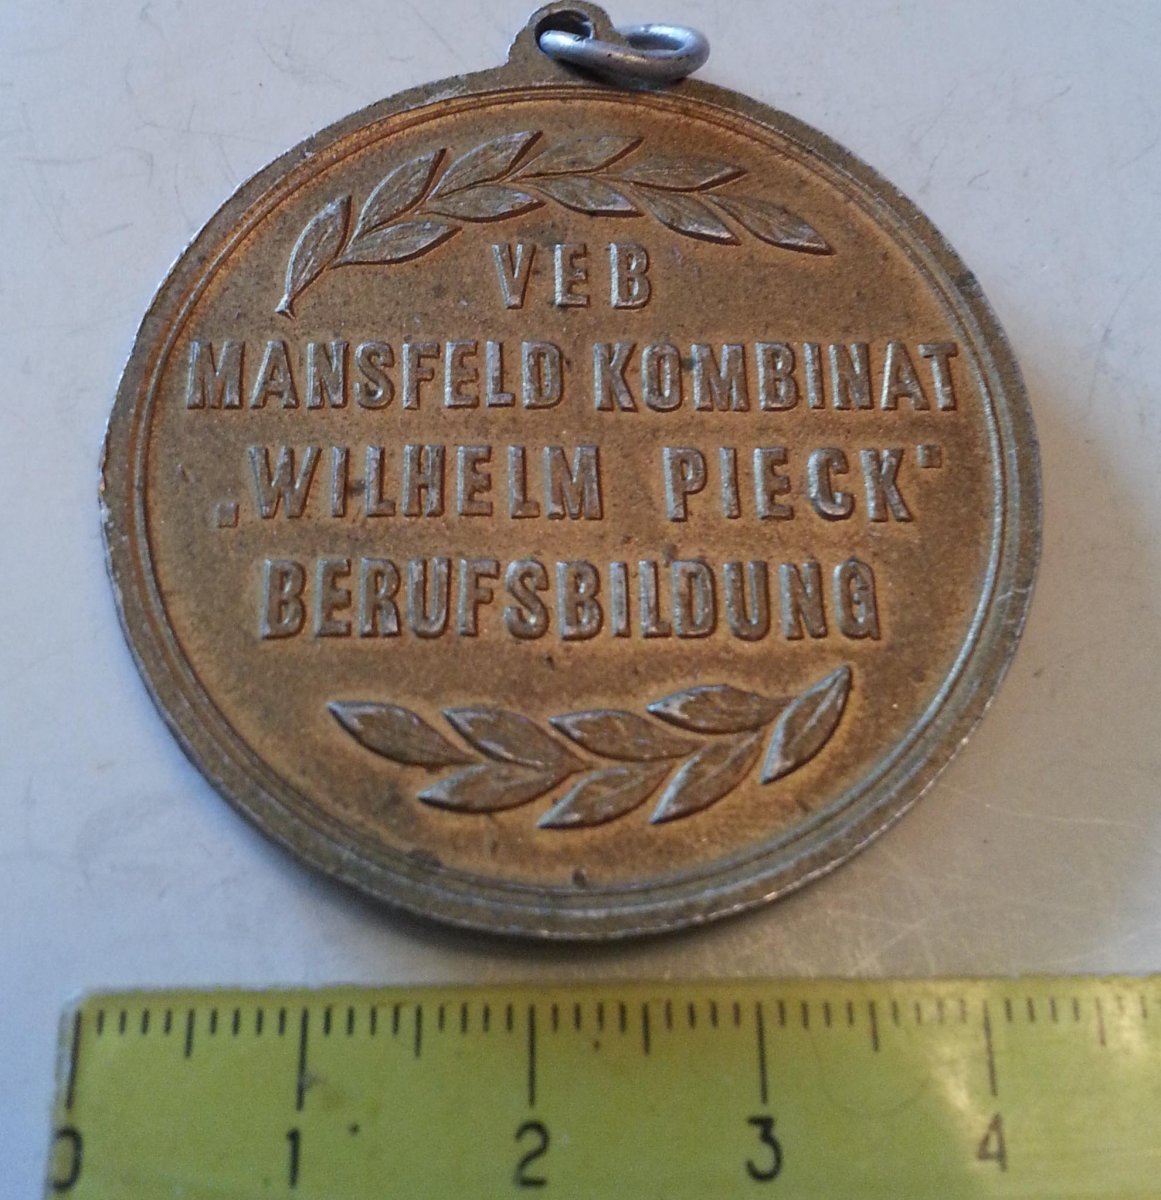 VEB
MANSFELD KOMBINAT
„WILHELM PIECK“
BERUFSBILDUNG
0 1 2 3 4